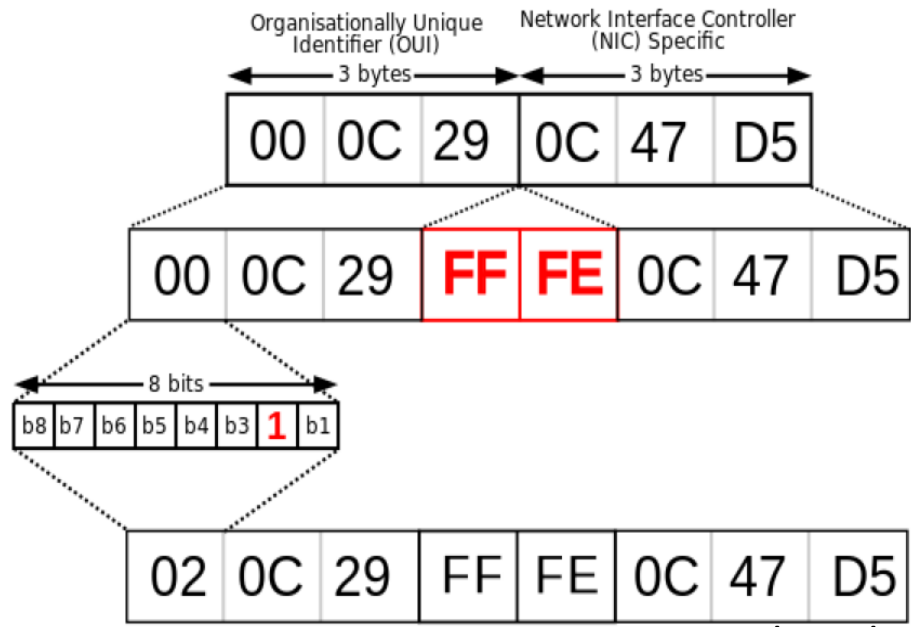 Organisationally Unique
Identifier (OUI)
Network Interface Controller
(NIC) Specific
3 bytes
3 bytes
00 0C 29 0C 47 D5
00 0C 29 FF FE 0C 47 D5
8 bits
b8 b7 b6 b5 b4 b3 1 b1
02 0C 29 FF FE 0C 47 D5